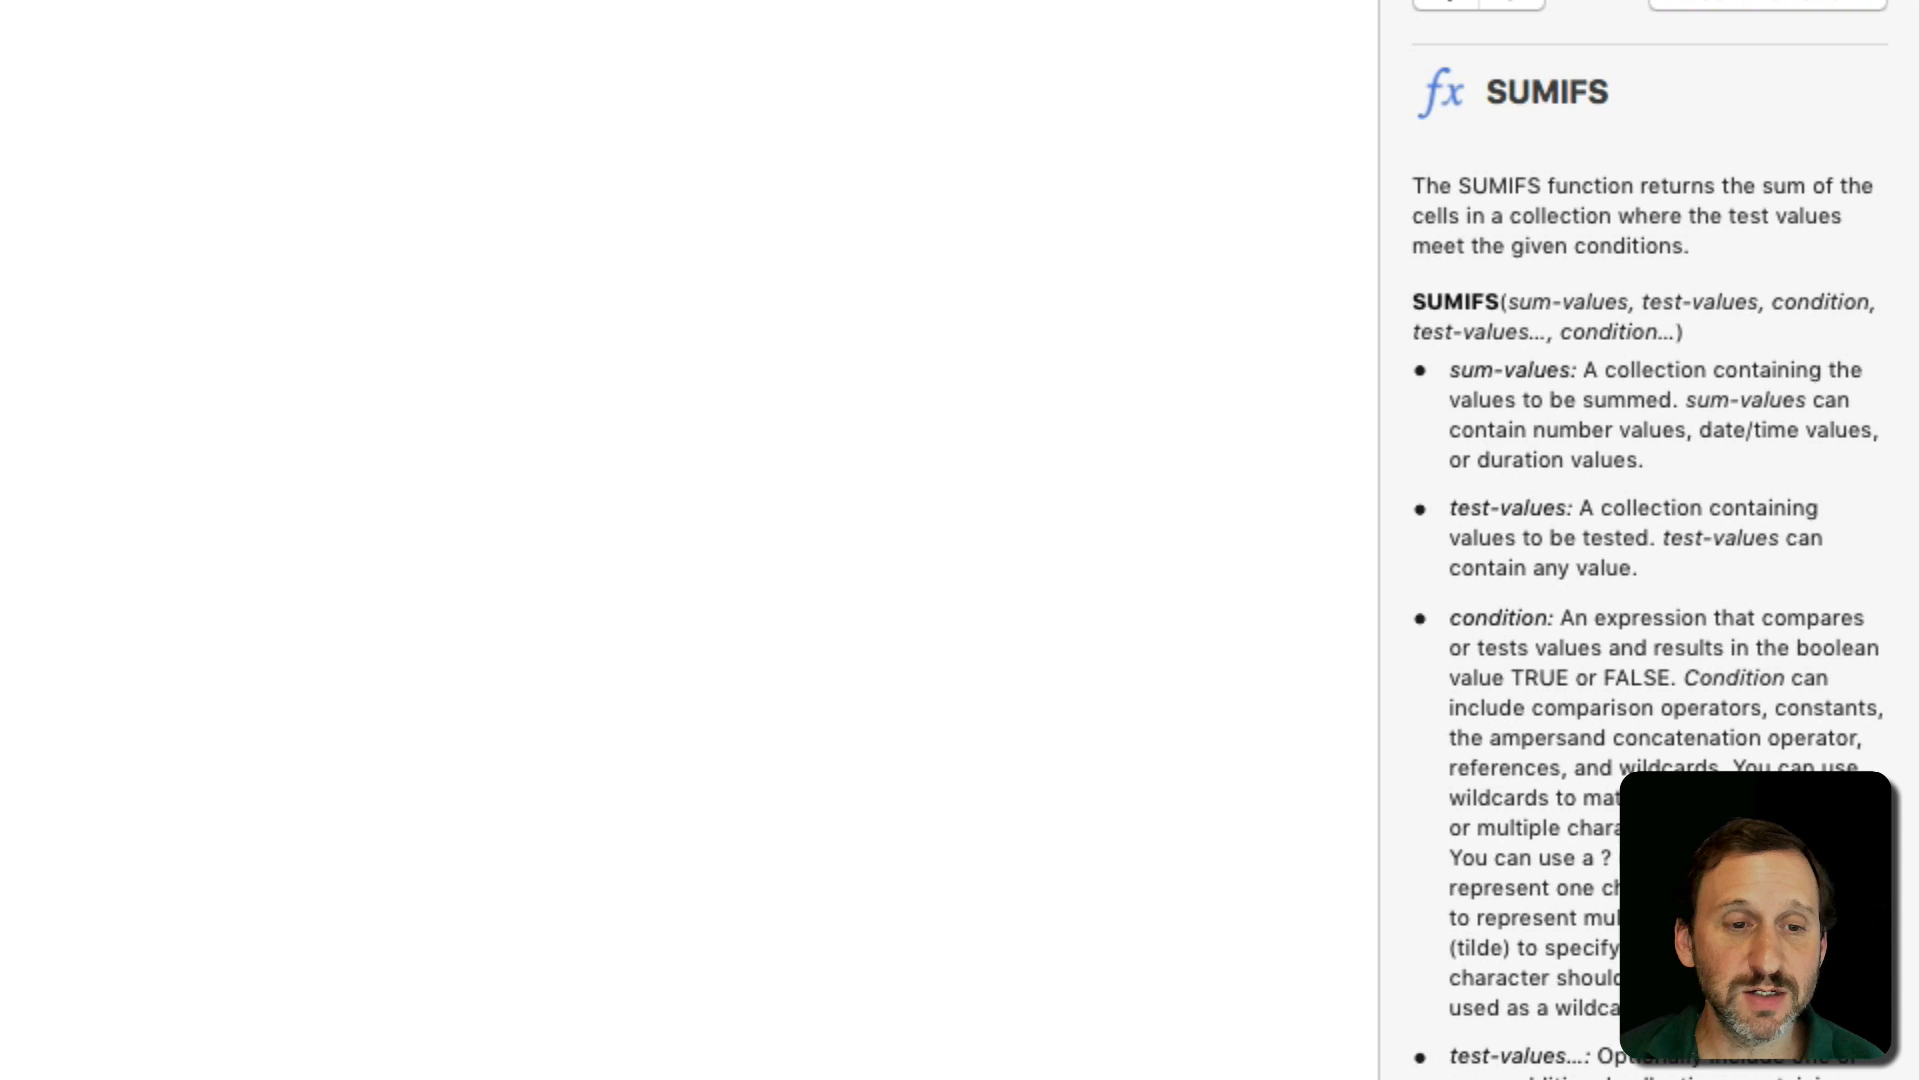 fx SUMIFS
The SUMIFS function returns the sum of the
cells in a collection where the test values
meet the given conditions.
SUMIFS(sum-values, test-values, condition,
test-values…, condition…)
• sum-values: A collection containing the
values to be summed. sum-values can
contain number values, date/time values,
or duration values.
• test-values: A collection containing
values to be tested. test-values can
contain any value.
• condition: An expression that compares
or tests values and results in the boolean
value TRUE or FALSE. Condition can
include comparison operators, constants,
the ampersand concatenation operator,
references, and wildcards. You can use
wildcards to
or multiple
You can use a ?
represent one
to represent
(tilde) to specify
character
used as a
• test-values…: